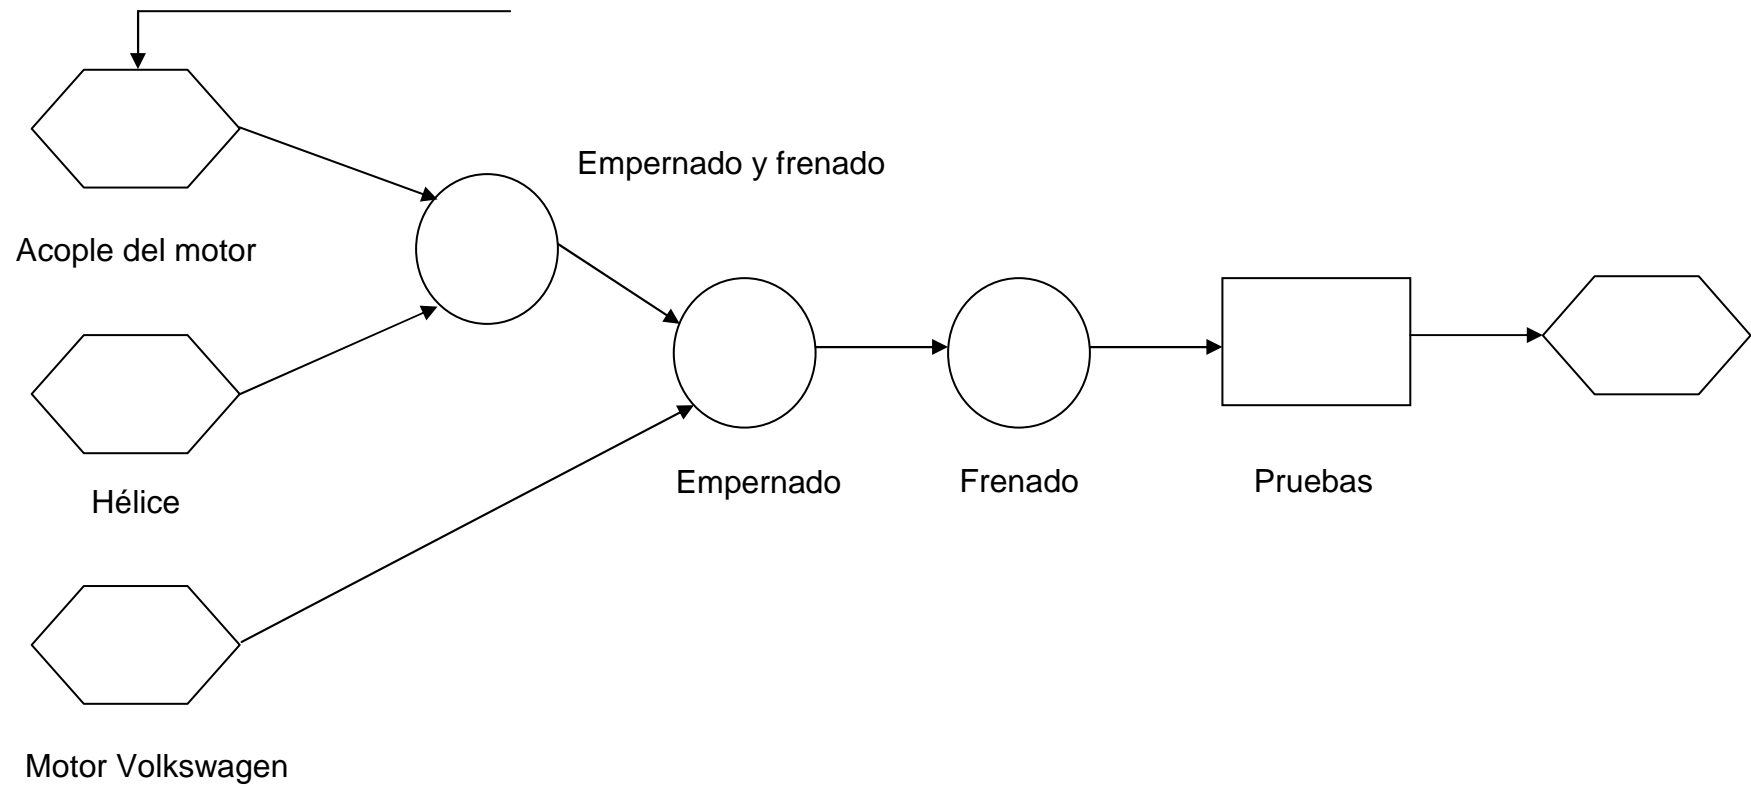 Empernado y frenado
Acople del motor
Empernado
Frenado
Pruebas
Hélice
Motor Volkswagen